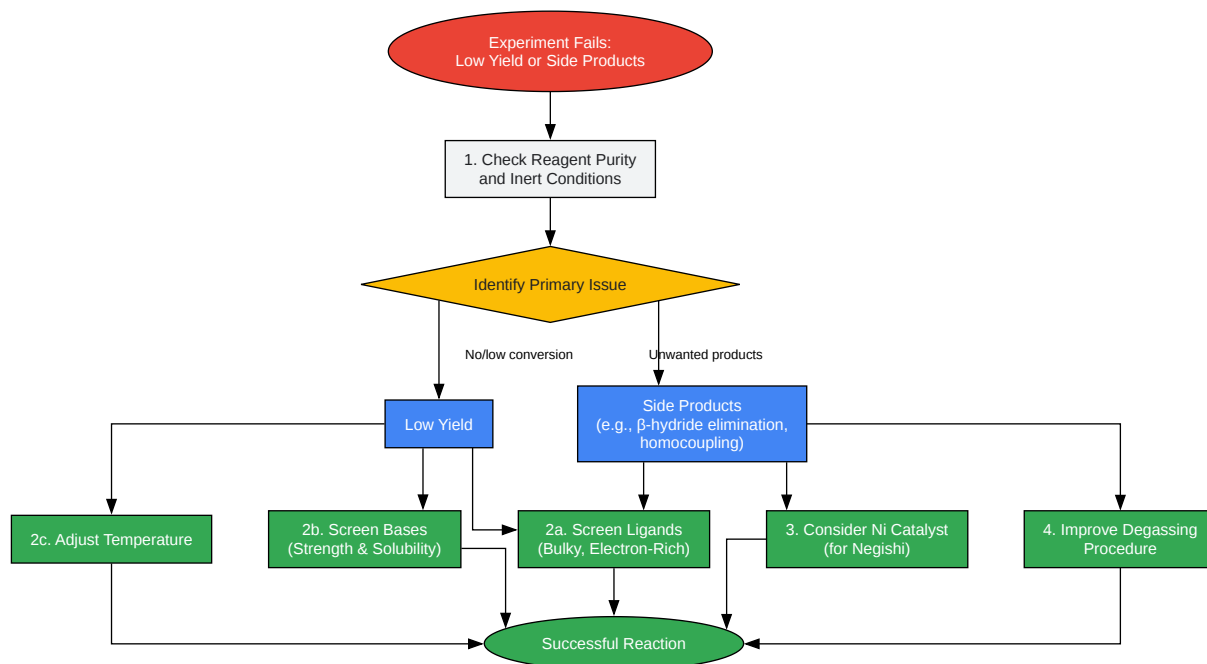 Experiment Fails:
Low Yield or Side Products
1. Check Reagent Purity
and Inert Conditions
Identify Primary Issue
No/low conversion
Unwanted products
Low Yield
Side Products
(e.g., β-hydride elimination,
homocoupling)
2c. Adjust Temperature
2b. Screen Bases
(Strength & Solubility)
2a. Screen Ligands
(Bulky, Electron-Rich)
3. Consider Ni Catalyst
(for Negishi)
4. Improve Degassing
Procedure
Successful Reaction